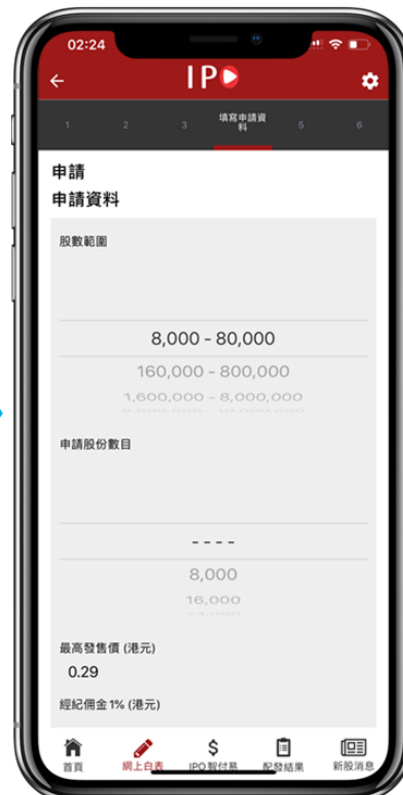 02:24
IPO
1
2
3
填寫申請資
料
5
6
申請
申請資料
股數範圍
8,000 - 80,000
160,000 - 800,000
1,600,000 - 8,000,000
申請股份數目
- - - -
8,000
16,000
最高發售價 (港元)
0.29
經紀佣金 1% (港元)
首頁
網上白表
IPO 智付易
配發結果
新股消息